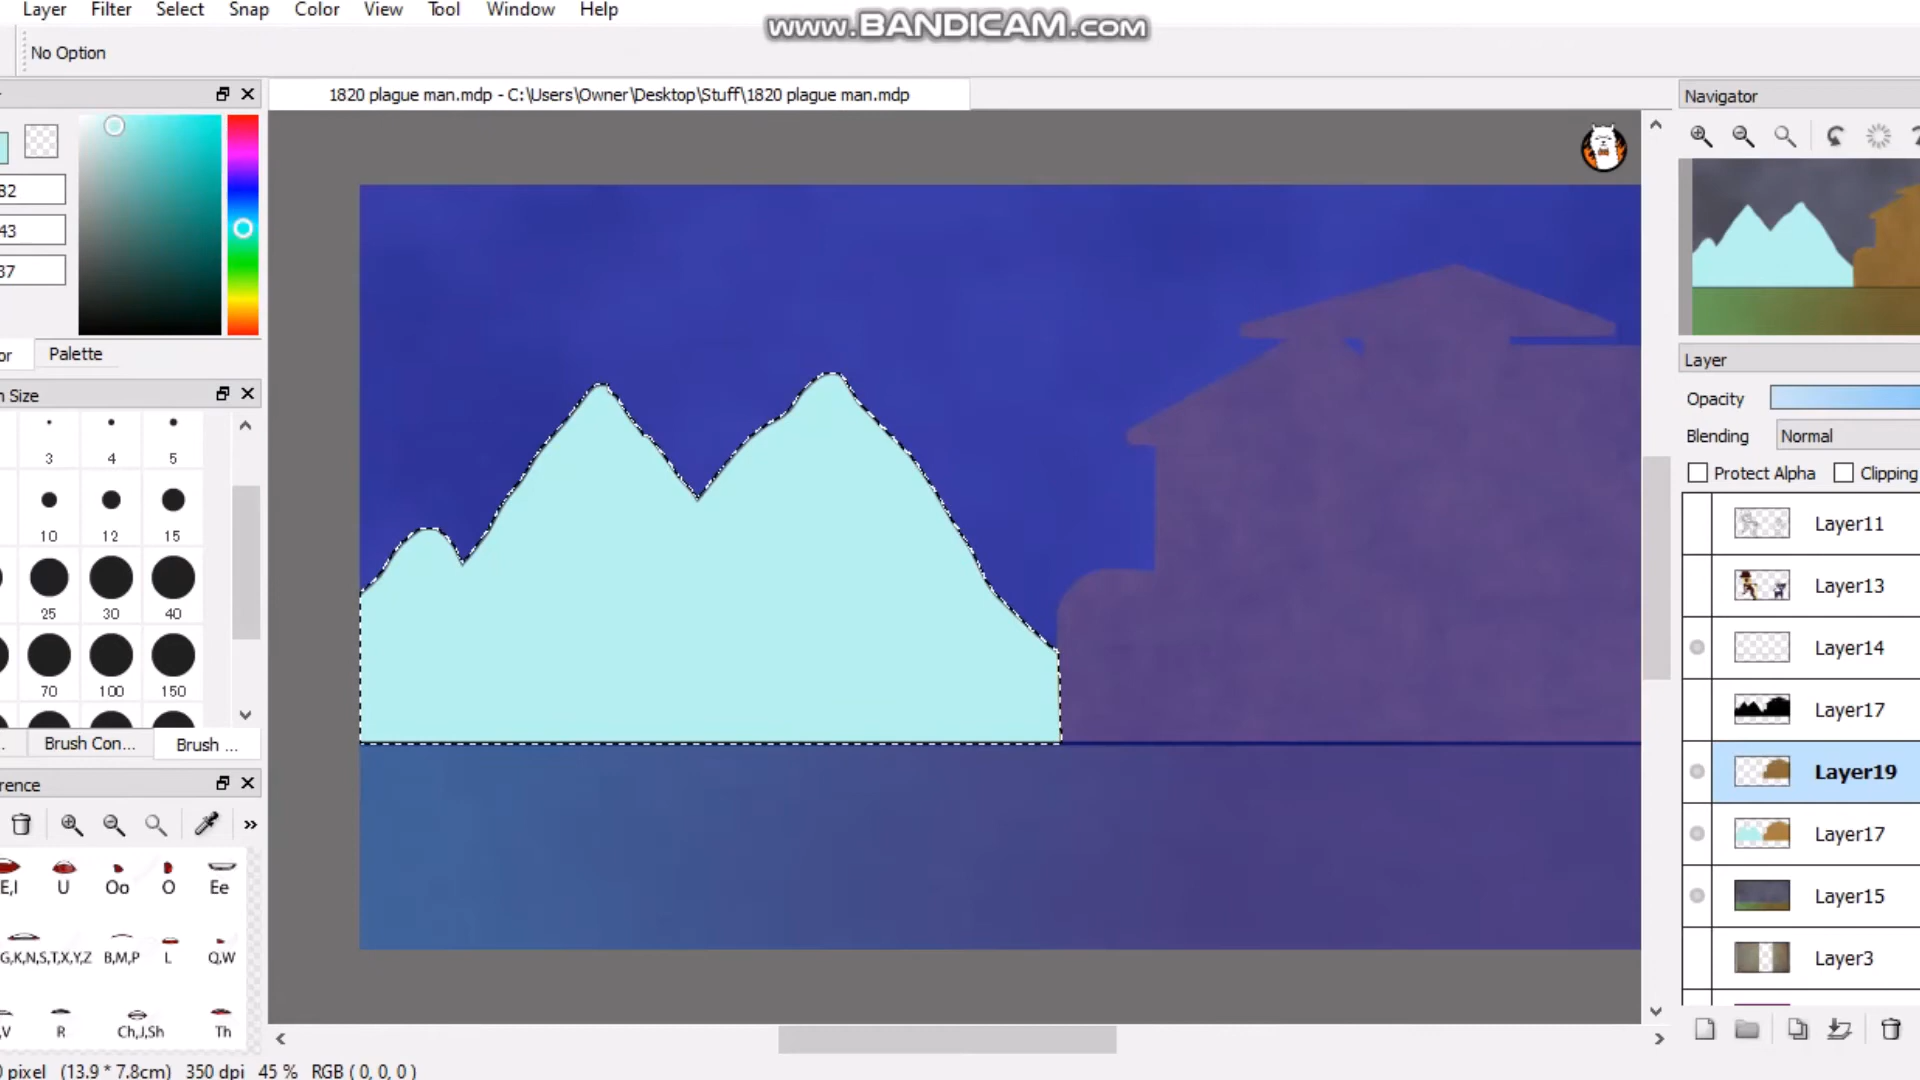 Layer Filter Select Snap Color View Tool Window Help
www.BANDICAM.com
No Option
1820 plague man.mdp - C:\Users\Owner\Desktop\Stuff\1820 plague man.mdp
Navigator
82
43
37
or Palette
Size
3 4 5
10 12 15
25 30 40
70 100 150
Brush Con... Brush ...
rence
E,I U Oo O Ee
G,K,N,S,T,X,Y,Z B,M,P L Q,W
V R Ch,J,Sh Th
Layer
Opacity
Blending Normal
Protect Alpha Clipping
Layer11
Layer13
Layer14
Layer17
Layer19
Layer17
Layer15
Layer3
pixel (13.9 * 7.8cm) 350 dpi 45 % RGB ( 0, 0, 0 )